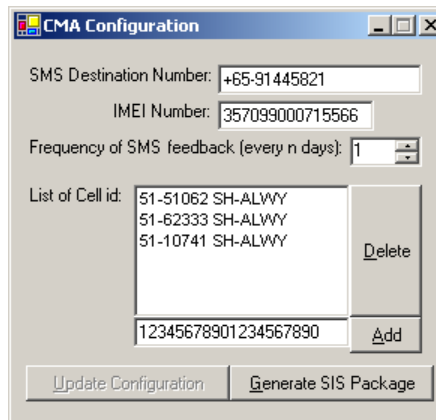 CMA Configuration
SMS Destination Number: +65-91445821
IMEI Number: 357099000715566
Frequency of SMS feedback (every n days): 1
List of Cell id:
51-51062 SH-ALWY
51-62333 SH-ALWY
51-10741 SH-ALWY
Delete
12345678901234567890
Add
Update Configuration
Generate SIS Package